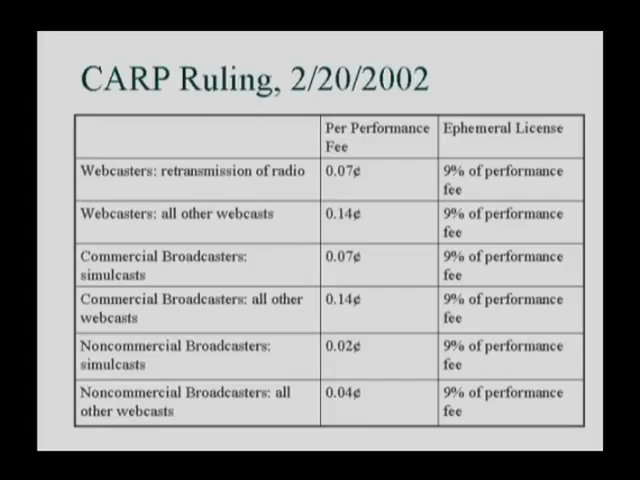 CARP Ruling, 2/20/2002
Per Performance Fee
Ephemeral License
Webcasters: retransmission of radio
0.07¢
9% of performance fee
Webcasters: all other webcasts
0.14¢
9% of performance fee
Commercial Broadcasters: simulcasts
0.07¢
9% of performance fee
Commercial Broadcasters: all other webcasts
0.14¢
9% of performance fee
Noncommercial Broadcasters: simulcasts
0.02¢
9% of performance fee
Noncommercial Broadcasters: all other webcasts
0.04¢
9% of performance fee